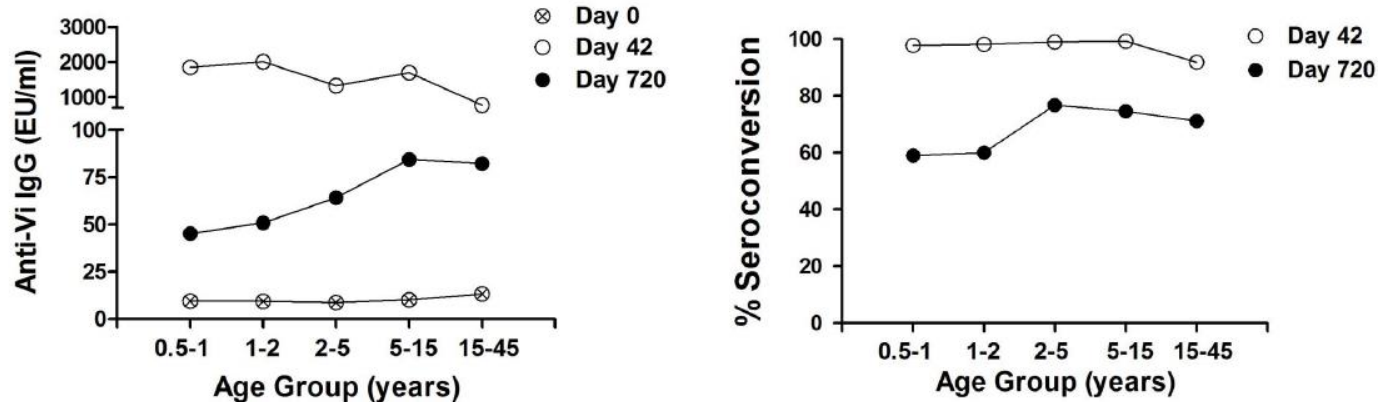 3000
2000
1000
100
75
50
25
0
Anti-Vi IgG (EU/ml)
0.5-1 1-2 2-5 5-15 15-45
Age Group (years)
Day 0
Day 42
Day 720
100
80
60
40
20
0
% Seroconversion
0.5-1 1-2 2-5 5-15 15-45
Age Group (years)
Day 42
Day 720